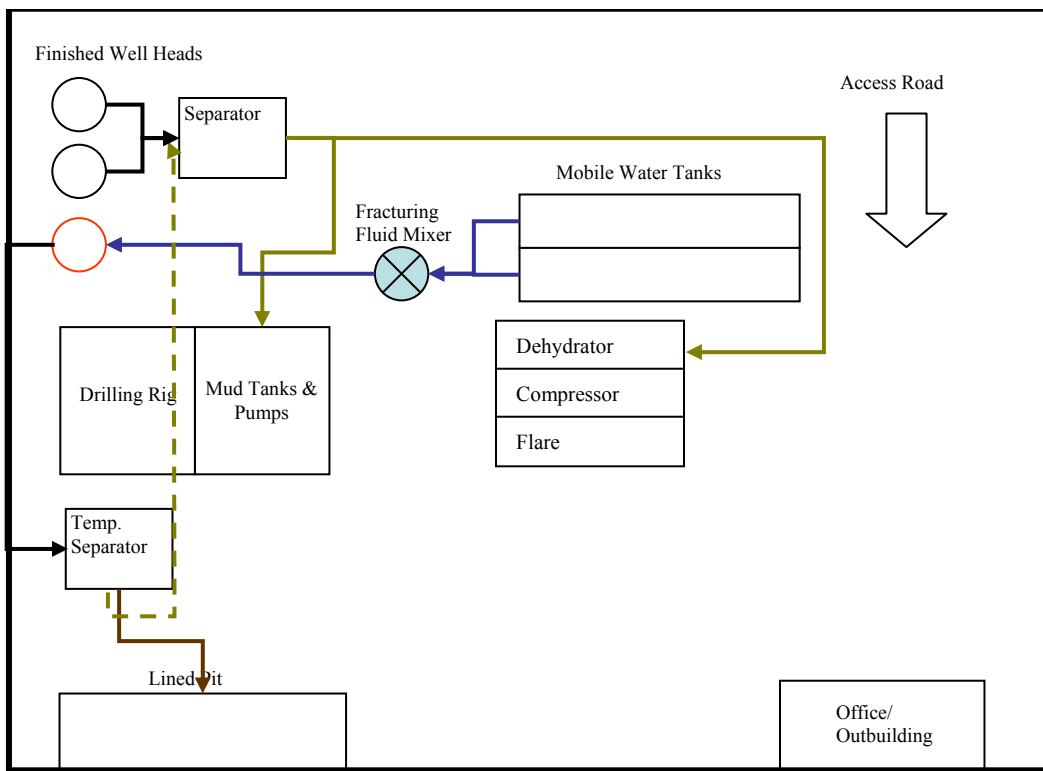 Finished Well Heads
Separator
Access Road
Mobile Water Tanks
Fracturing
Fluid Mixer
Dehydrator
Compressor
Flare
Drilling Rig
Mud Tanks &
Pumps
Temp.
Separator
Lined Pit
Office/
Outbuilding